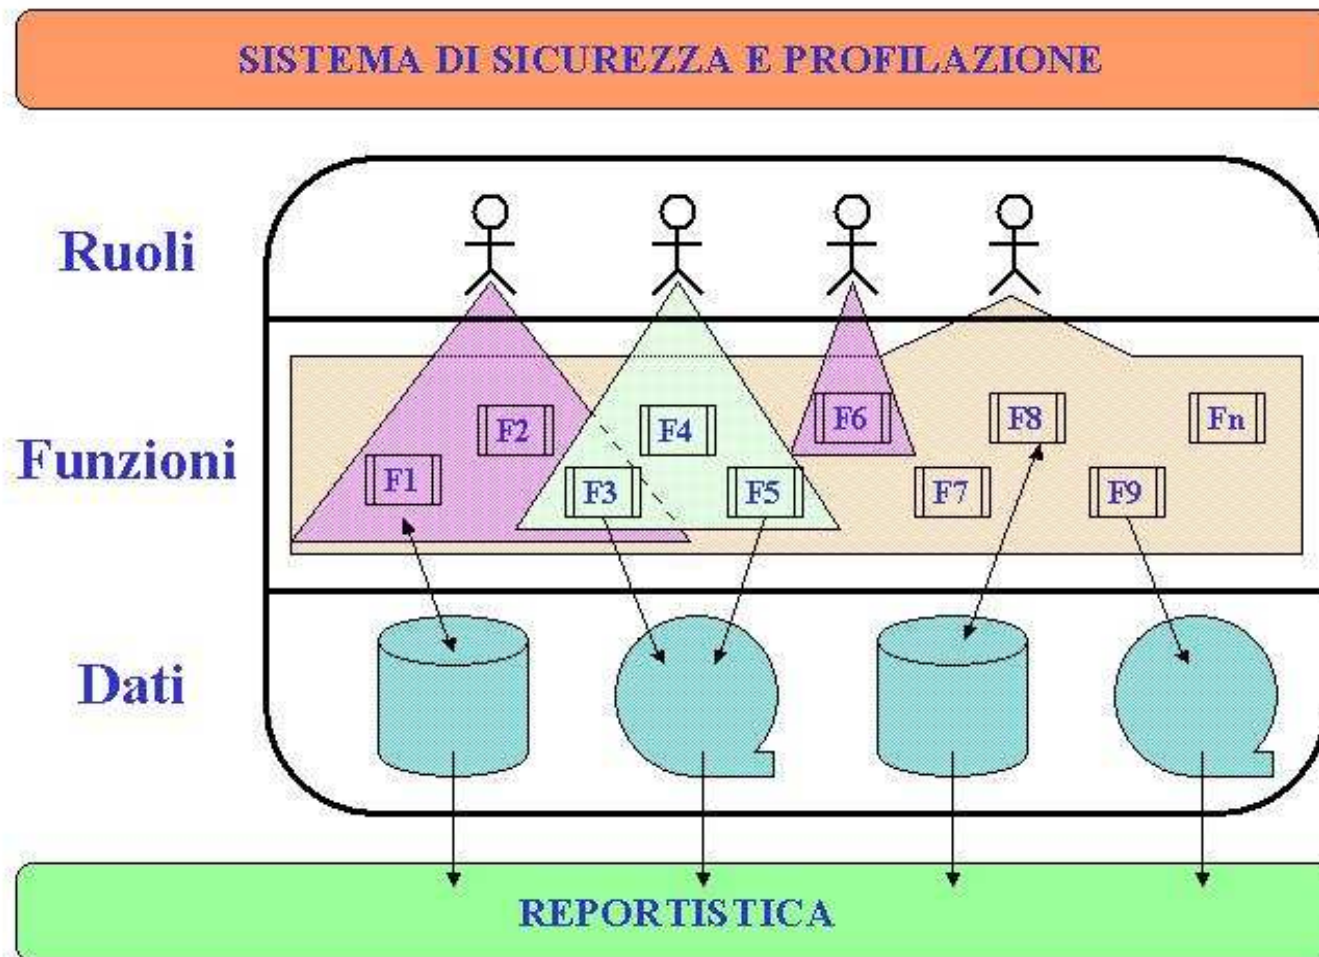 SISTEMA DI SICUREZZA E PROFILAZIONE
Ruoli
Funzioni
F1
F2
F3
F4
F5
F6
F7
F8
F9
Fn
Dati
REPORTISTICA